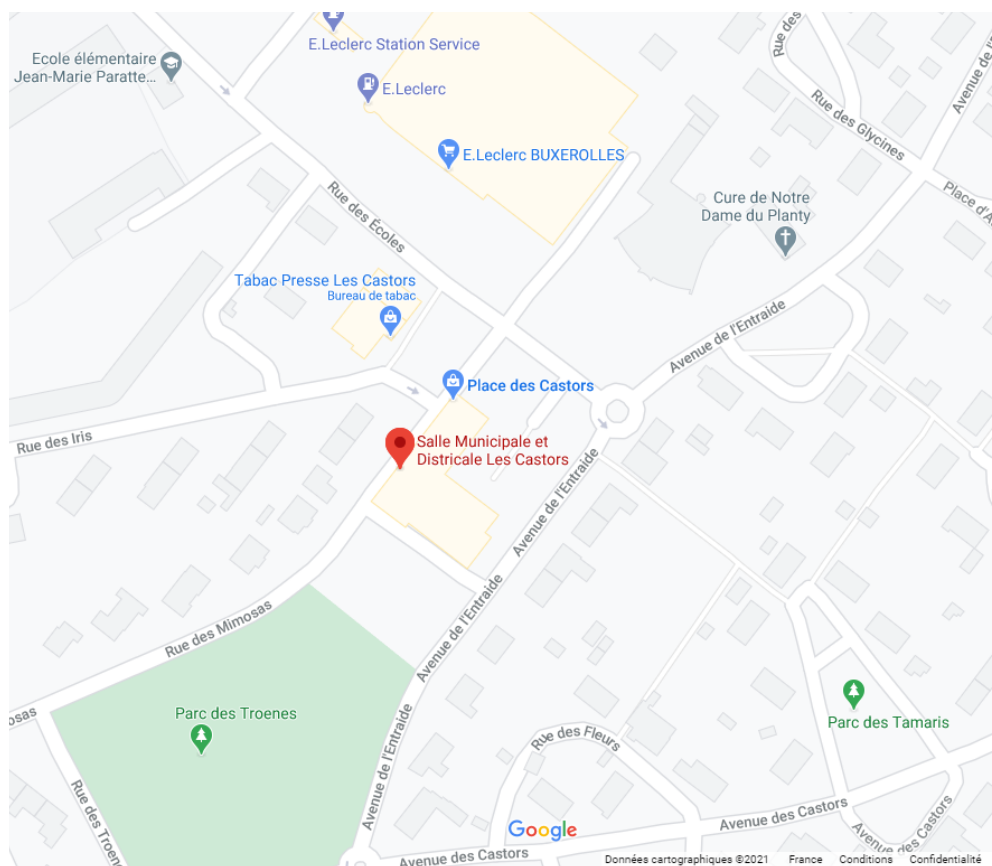 E.Leclerc Station Service
Ecole élémentaire
Jean-Marie Paratte...
E.Leclerc
E.Leclerc BUXEROLLES
Rue des
Rue des Glycines
Avenue de l'E
Place d'A
Cure de Notre
Dame du Planty
Rue des Écoles
Tabac Presse Les Castors
Bureau de tabac
Avenue de l'Entraide
Place des Castors
Rue des Iris
Salle Municipale et
Districale Les Castors
Avenue de l'Entraide
Avenue de l'Entraide
Rue des Mimosas
mosas
Parc des Troenes
Parc des Tamaris
Rue des Fleurs
Avenue de l'Entraide
Rue des Troenes
Google
Avenue des Castors
Avenue des Castors
des Castors
Données cartographiques ©2021 France Conditions Confidentialité